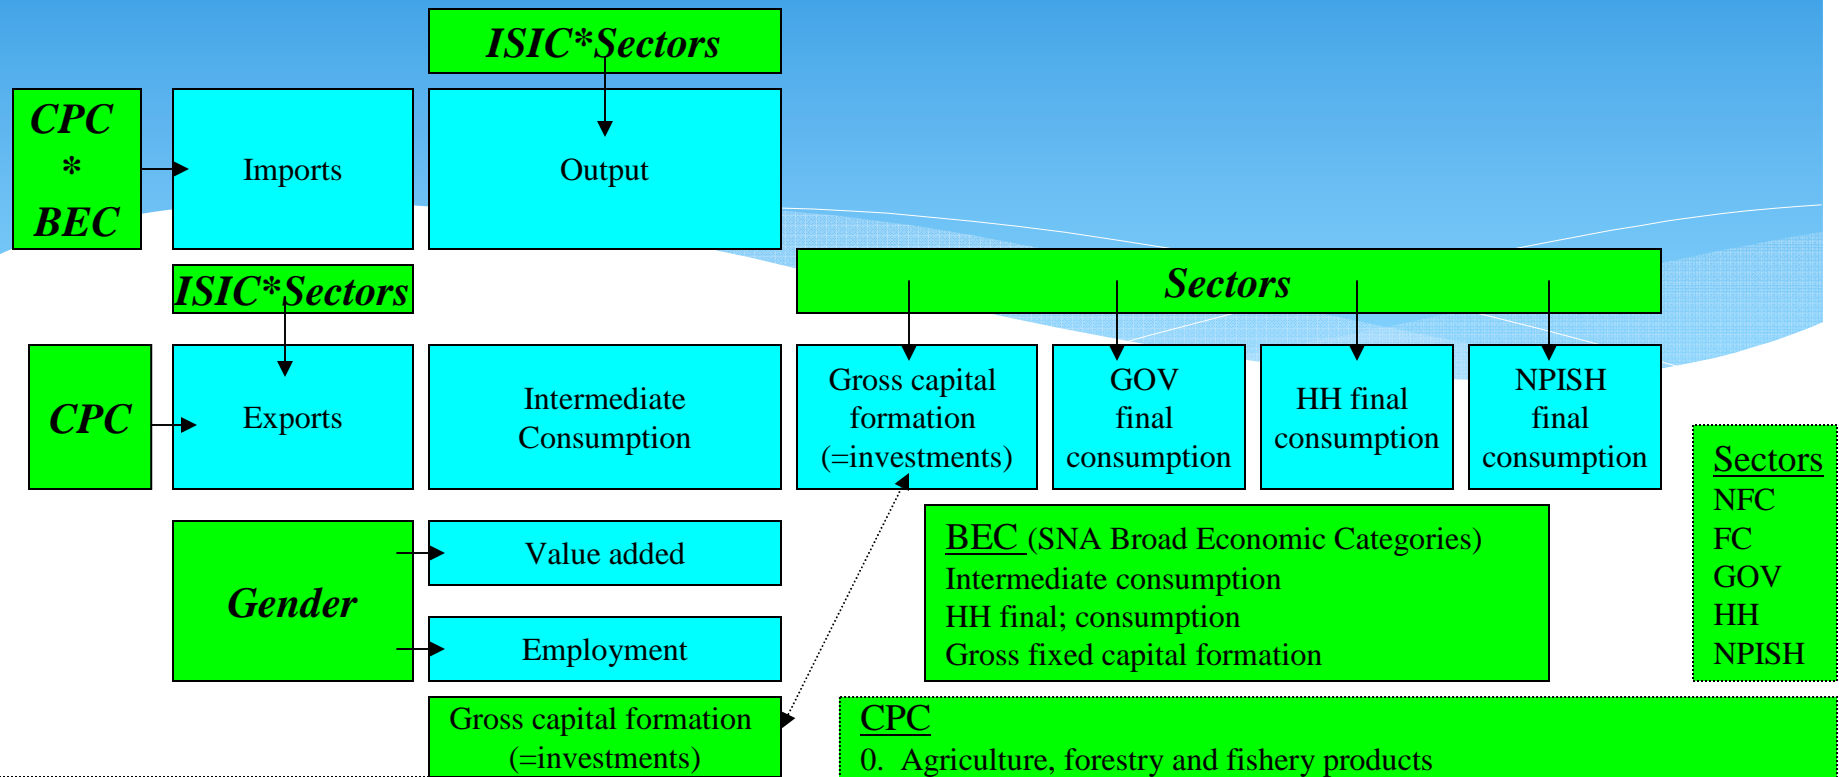 ISIC*Sectors
CPC
*
BEC
Imports
Output
ISIC*Sectors
Sectors
CPC
Exports
Intermediate
Consumption
Gross capital
formation
(=investments)
GOV
final
consumption
HH final
consumption
NPISH
final
consumption
Sectors
NFC
FC
GOV
HH
NPISH
Gender
Value added
Employment
BEC (SNA Broad Economic Categories)
Intermediate consumption
HH final; consumption
Gross fixed capital formation
Gross capital formation
(=investments)
CPC
0. Agriculture, forestry and fishery products